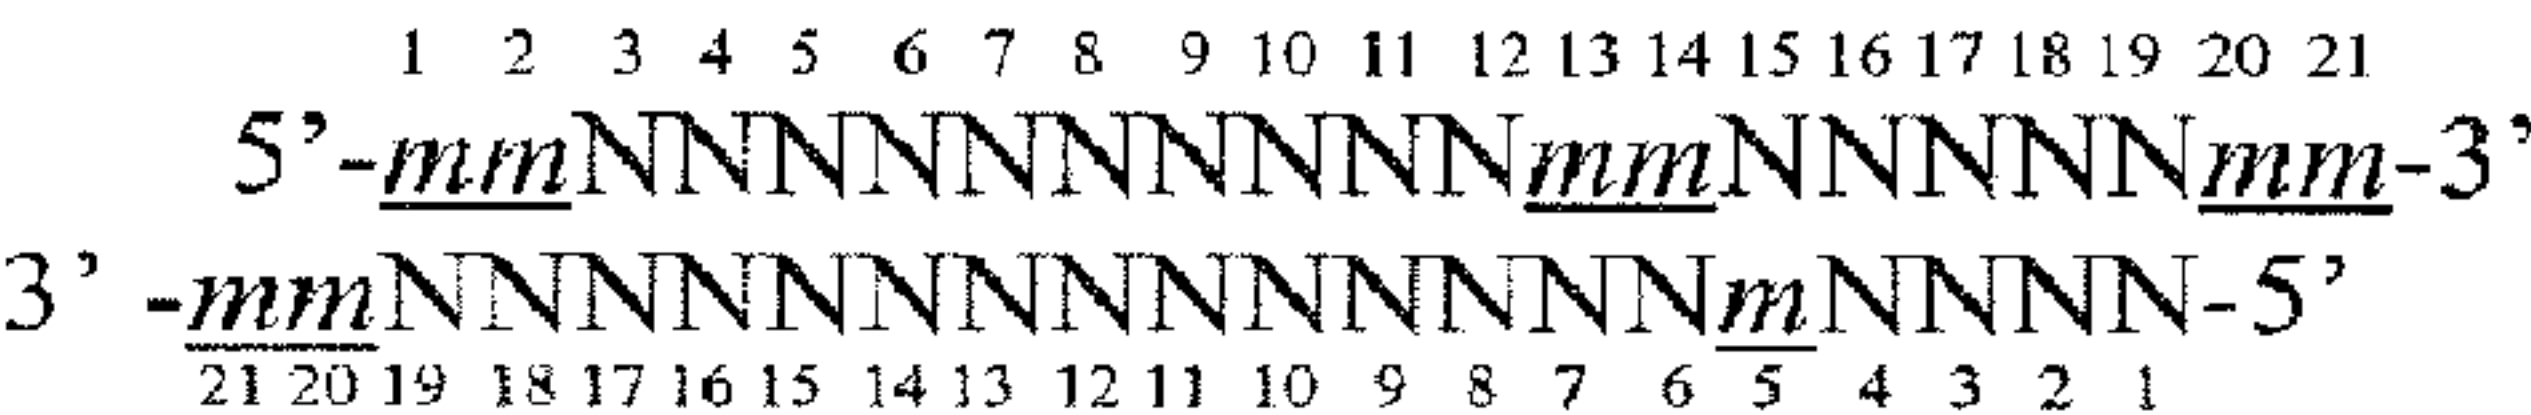 1 2 3 4 5 6 7 8 9 10 11 12 13 14 15 16 17 18 19 20 21
5’-mmNNNNNNNNNNmmNNNNNmm-3’
3’ -mmNNNNNNNNNNNNNNmNNNN-5’
21 20 19 18 17 16 15 14 13 12 11 10 9 8 7 6 5 4 3 2 1